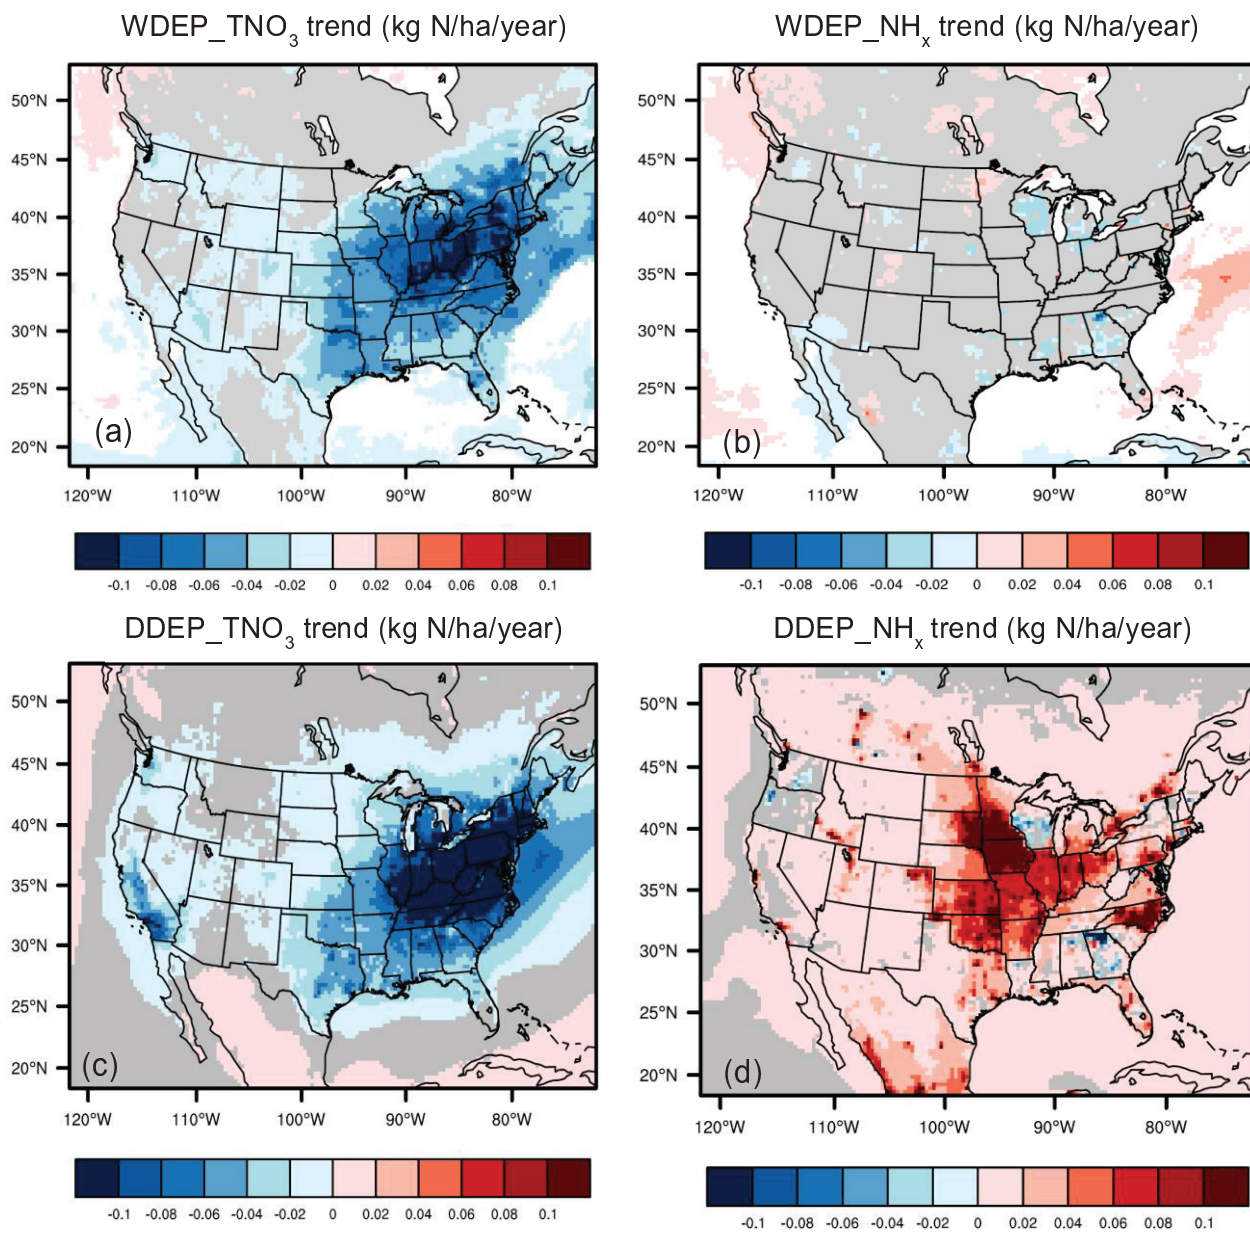 WDEP_TNO₃ trend (kg N/ha/year)
WDEP_NHₓ trend (kg N/ha/year)
50°N
45°N
40°N
35°N
30°N
25°N
20°N
(a)
120°W
110°W
100°W
90°W
80°W
-0.1 -0.08 -0.06 -0.04 -0.02 0 0.02 0.04 0.06 0.08 0.1
50°N
45°N
40°N
35°N
30°N
25°N
20°N
(b)
120°W
110°W
100°W
90°W
80°W
-0.1 -0.08 -0.06 -0.04 -0.02 0 0.02 0.04 0.06 0.08 0.1
DDEP_TNO₃ trend (kg N/ha/year)
DDEP_NHₓ trend (kg N/ha/year)
50°N
45°N
40°N
35°N
30°N
25°N
20°N
(c)
120°W
110°W
100°W
90°W
80°W
-0.1 -0.08 -0.06 -0.04 -0.02 0 0.02 0.04 0.06 0.08 0.1
50°N
45°N
40°N
35°N
30°N
25°N
20°N
(d)
120°W
110°W
100°W
90°W
80°W
-0.1 -0.08 -0.06 -0.04 -0.02 0 0.02 0.04 0.06 0.08 0.1